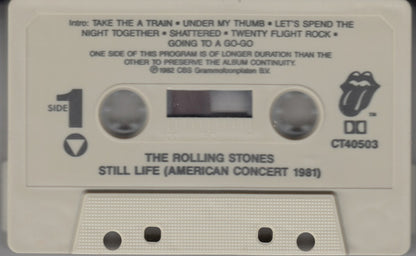 Intro: TAKE THE A TRAIN • UNDER MY THUMB • LET'S SPEND THE
NIGHT TOGETHER • SHATTERED • TWENTY FLIGHT ROCK •
GOING TO A GO-GO
ONE SIDE OF THIS PROGRAM IS OF LONGER DURATION THAN THE
OTHER TO PRESERVE THE ALBUM CONTINUITY.
℗1982 CBS Grammofoonplaten B.V.
SIDE 1
TM
CT40503
THE ROLLING STONES
STILL LIFE (AMERICAN CONCERT 1981)